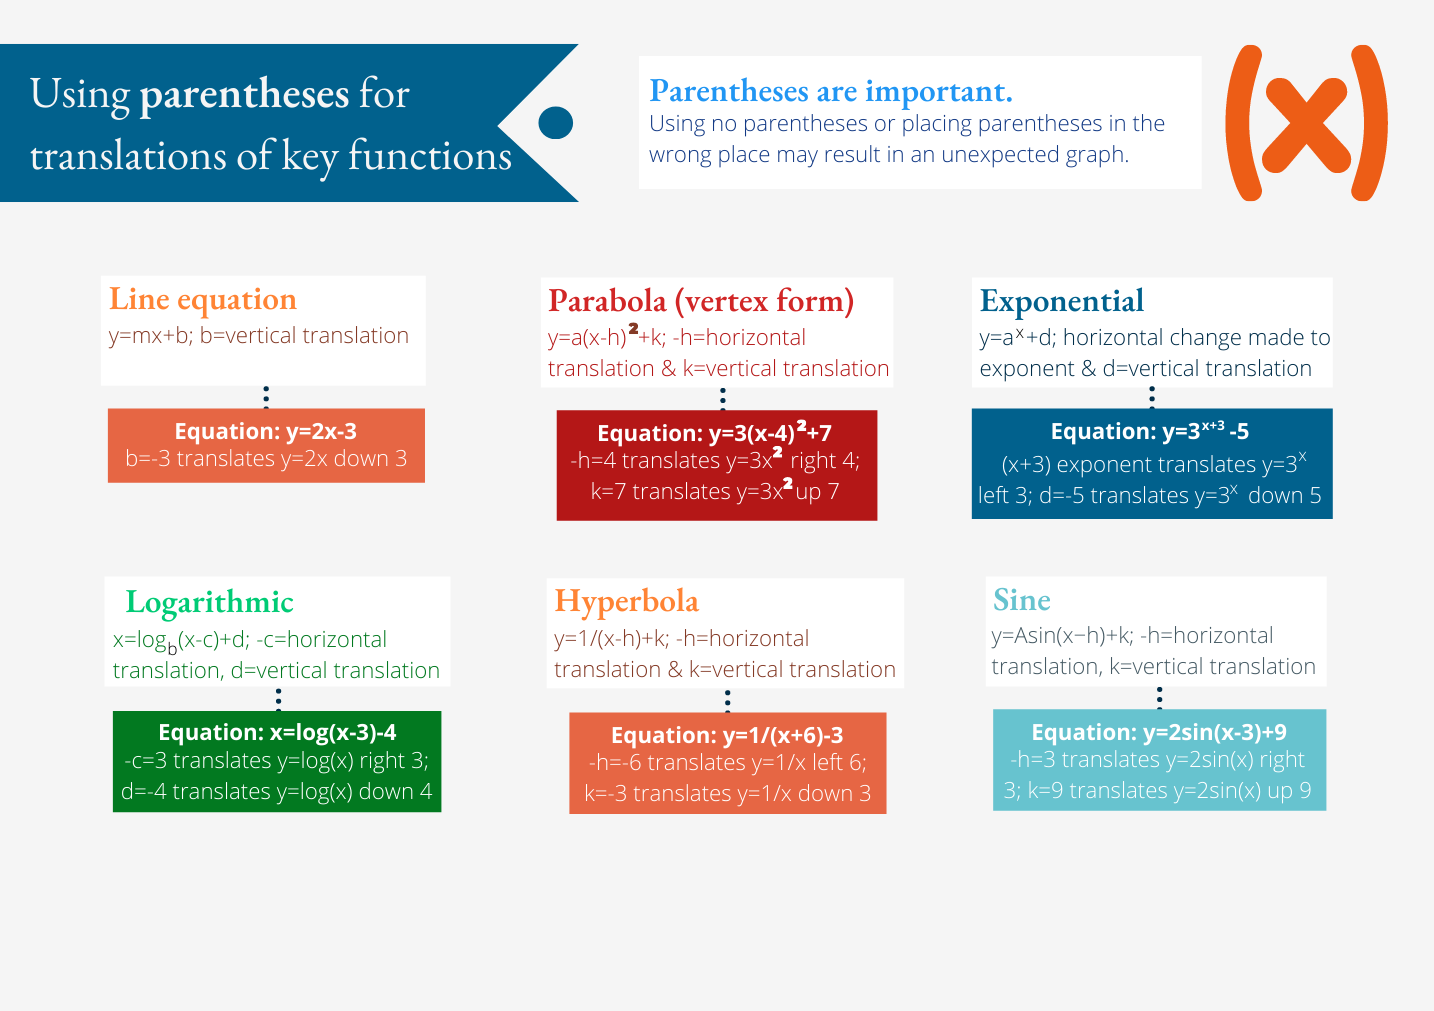 Using parentheses for
translations of key functions
Parentheses are important.
Using no parentheses or placing parentheses in the
wrong place may result in an unexpected graph.
(x)
Line equation
y=mx+b; b=vertical translation
Equation: y=2x-3
b=-3 translates y=2x down 3
Parabola (vertex form)
y=a(x-h)²+k; -h=horizontal
translation & k=vertical translation
Equation: y=3(x-4)²+7
-h=4 translates y=3x² right 4;
k=7 translates y=3x² up 7
Exponential
y=aˣ+d; horizontal change made to
exponent & d=vertical translation
Equation: y=3ˣ⁺³ -5
(x+3) exponent translates y=3ˣ
left 3; d=-5 translates y=3ˣ down 5
Logarithmic
x=log_b(x-c)+d; -c=horizontal
translation, d=vertical translation
Equation: x=log(x-3)-4
-c=3 translates y=log(x) right 3;
d=-4 translates y=log(x) down 4
Hyperbola
y=1/(x-h)+k; -h=horizontal
translation & k=vertical translation
Equation: y=1/(x+6)-3
-h=-6 translates y=1/x left 6;
k=-3 translates y=1/x down 3
Sine
y=Asin(x−h)+k; -h=horizontal
translation, k=vertical translation
Equation: y=2sin(x-3)+9
-h=3 translates y=2sin(x) right
3; k=9 translates y=2sin(x) up 9